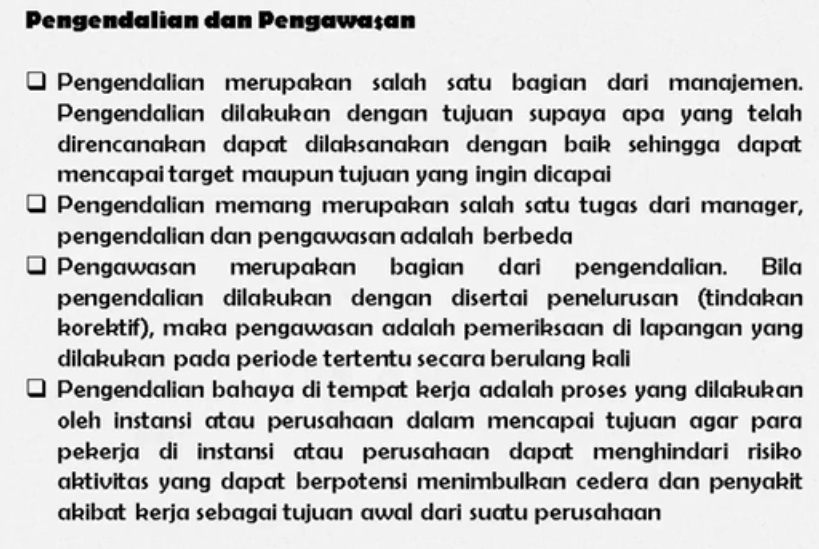 Pengendalian dan Pengawasan
❑ Pengendalian merupakan salah satu bagian dari manajemen.
Pengendalian dilakukan dengan tujuan supaya apa yang telah
direncanakan dapat dilaksanakan dengan baik sehingga dapat
mencapai target maupun tujuan yang ingin dicapai
❑ Pengendalian memang merupakan salah satu tugas dari manager,
pengendalian dan pengawasan adalah berbeda
❑ Pengawasan merupakan bagian dari pengendalian. Bila
pengendalian dilakukan dengan disertai penelurusan (tindakan
korektif), maka pengawasan adalah pemeriksaan di lapangan yang
dilakukan pada periode tertentu secara berulang kali
❑ Pengendalian bahaya di tempat kerja adalah proses yang dilakukan
oleh instansi atau perusahaan dalam mencapai tujuan agar para
pekerja di instansi atau perusahaan dapat menghindari risiko
aktivitas yang dapat berpotensi menimbulkan cedera dan penyakit
akibat kerja sebagai tujuan awal dari suatu perusahaan